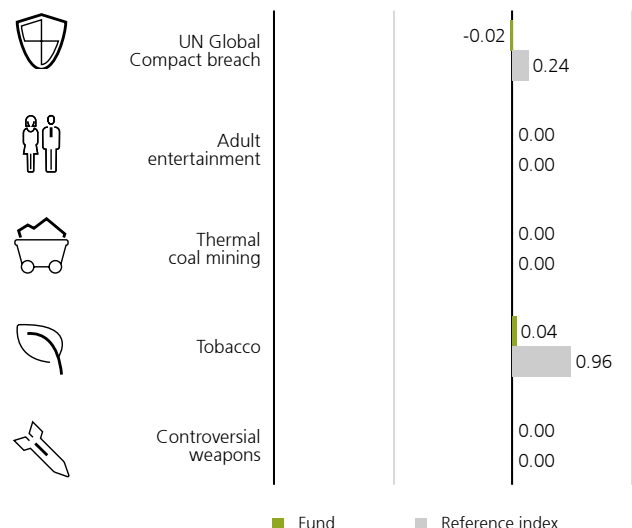 UN Global
Compact breach
-0.02
0.24
Adult
entertainment
0.00
0.00
Thermal
coal mining
0.00
0.00
Tobacco
0.04
0.96
Controversial
weapons
0.00
0.00
Fund
Reference index